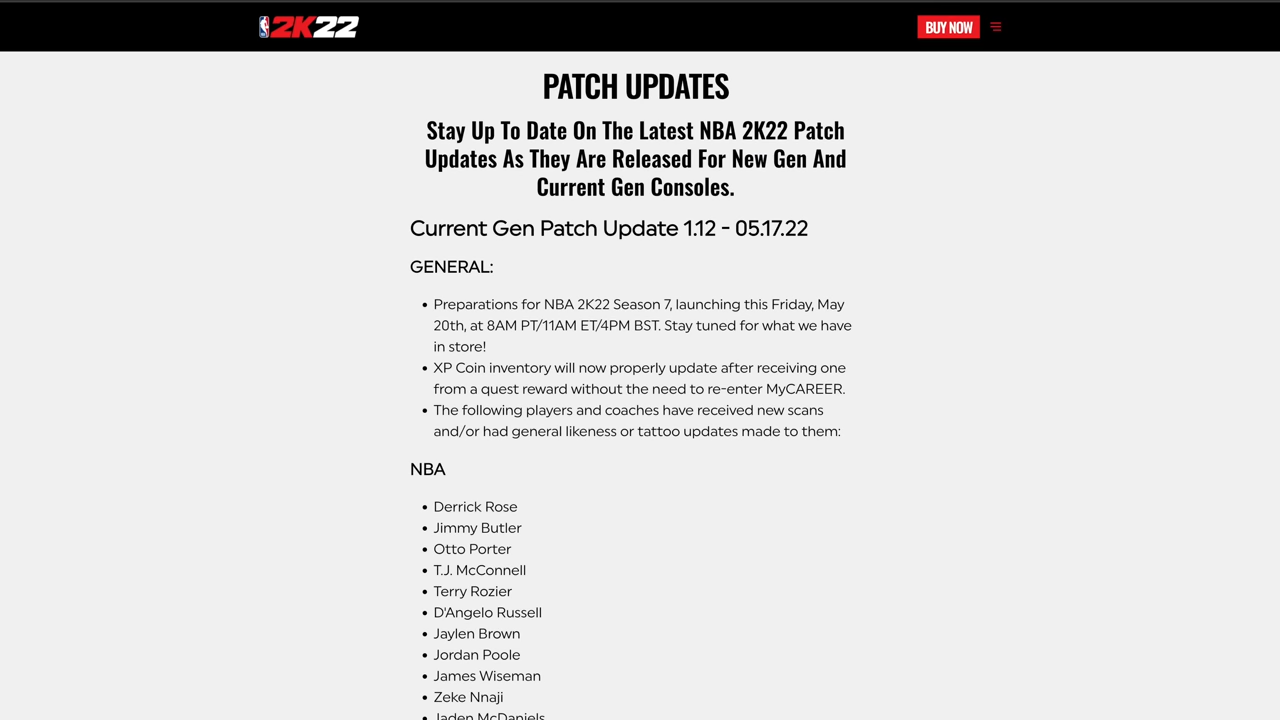 2K22
BUY NOW
PATCH UPDATES
Stay Up To Date On The Latest NBA 2K22 Patch
Updates As They Are Released For New Gen And
Current Gen Consoles.
Current Gen Patch Update 1.12 - 05.17.22
GENERAL:
• Preparations for NBA 2K22 Season 7, launching this Friday, May
20th, at 8AM PT/11AM ET/4PM BST. Stay tuned for what we have
in store!
• XP Coin inventory will now properly update after receiving one
from a quest reward without the need to re-enter MyCAREER.
• The following players and coaches have received new scans
and/or had general likeness or tattoo updates made to them:
NBA
• Derrick Rose
• Jimmy Butler
• Otto Porter
• T.J. McConnell
• Terry Rozier
• D'Angelo Russell
• Jaylen Brown
• Jordan Poole
• James Wiseman
• Zeke Nnaji
• Jaden McDaniels